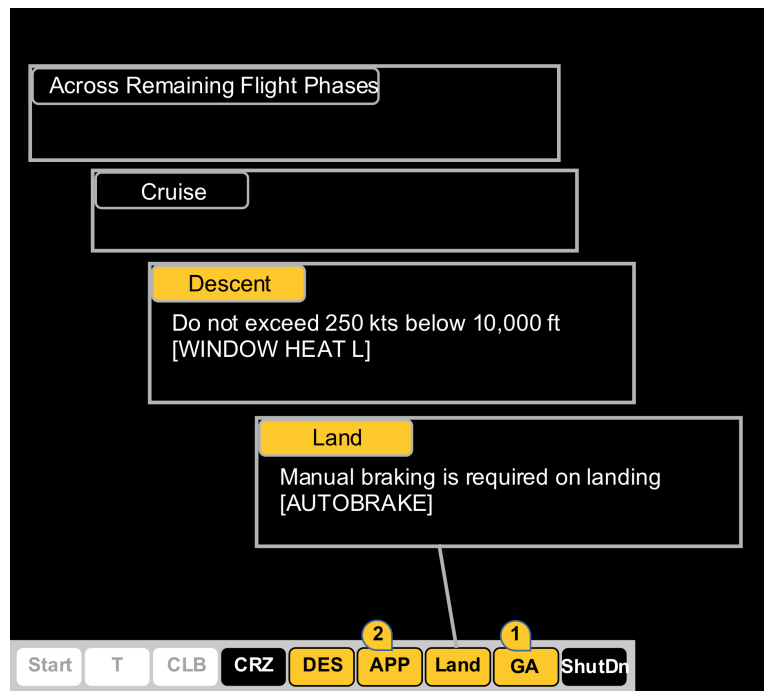 Across Remaining Flight Phases
Cruise
Descent
Do not exceed 250 kts below 10,000 ft
[WINDOW HEAT L]
Land
Manual braking is required on landing
[AUTOBRAKE]
2 1
Start T CLB CRZ DES APP Land GA ShutDn